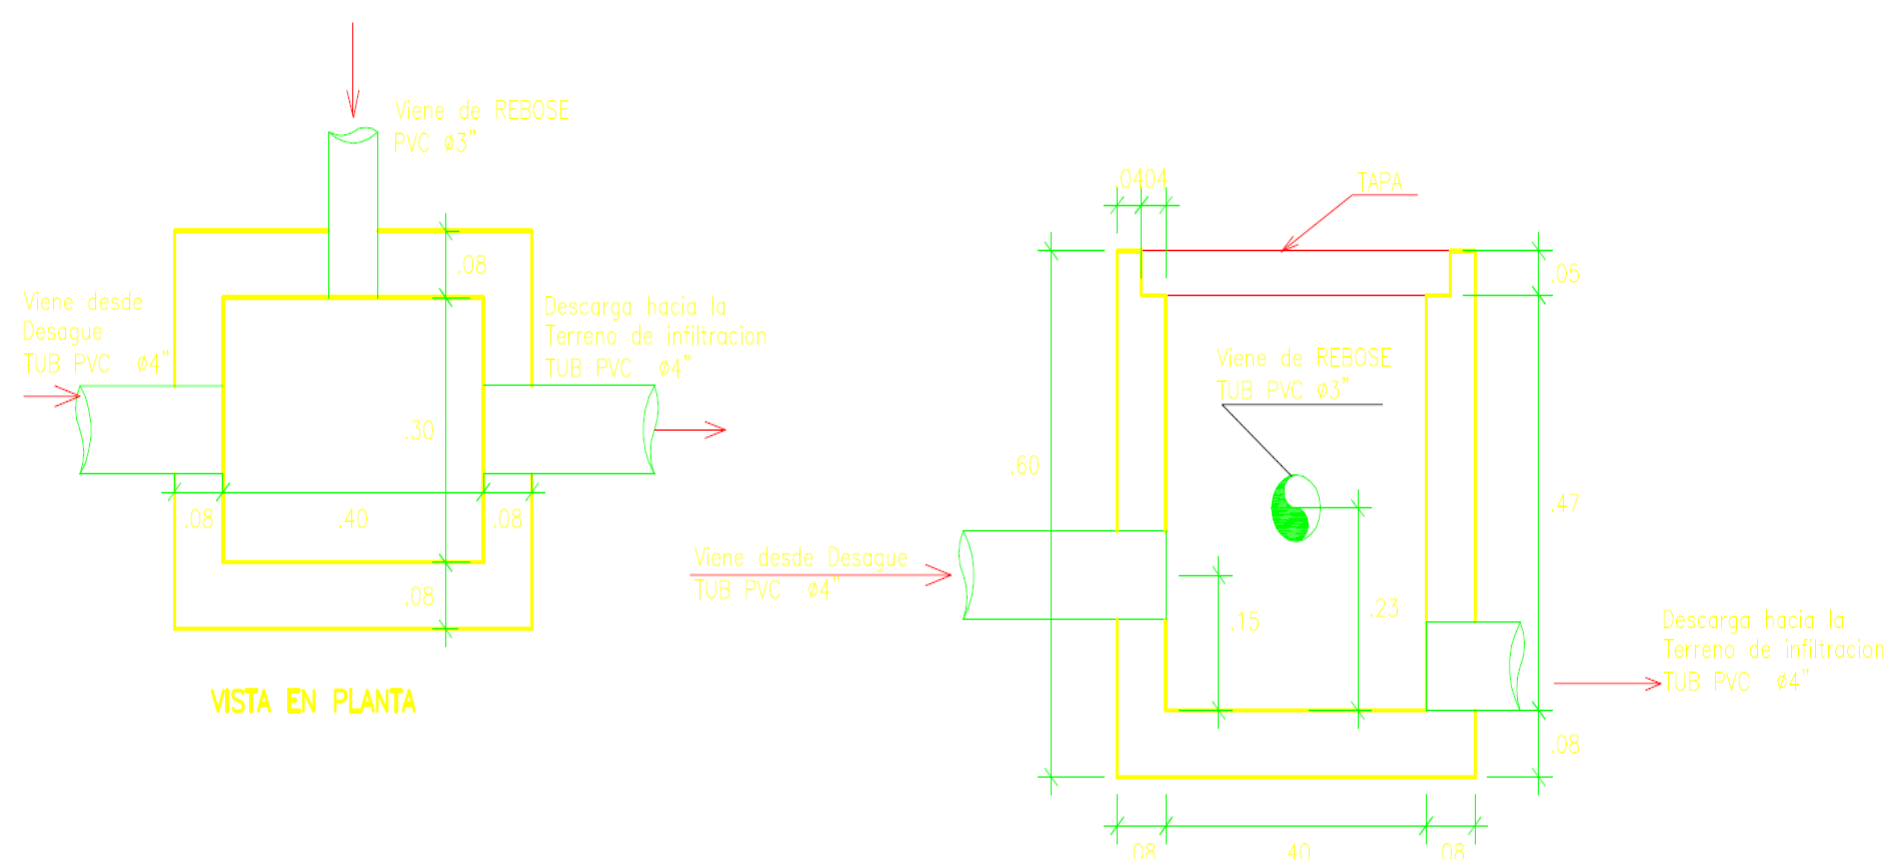 Viene de REBOSE
PVC ø3"
.08
Viene desde
Desague
TUB PVC ø4"
Descarga hacia la
Terreno de infiltracion
TUB PVC ø4"
.30
.08
.40
.08
.08
VISTA EN PLANTA
.0404
TAPA
.05
Viene de REBOSE
TUB PVC ø3"
.60
.47
Viene desde Desague
TUB PVC ø4"
.15
.23
Descarga hacia la
Terreno de infiltracion
TUB PVC ø4"
.08
.08
.40
.08